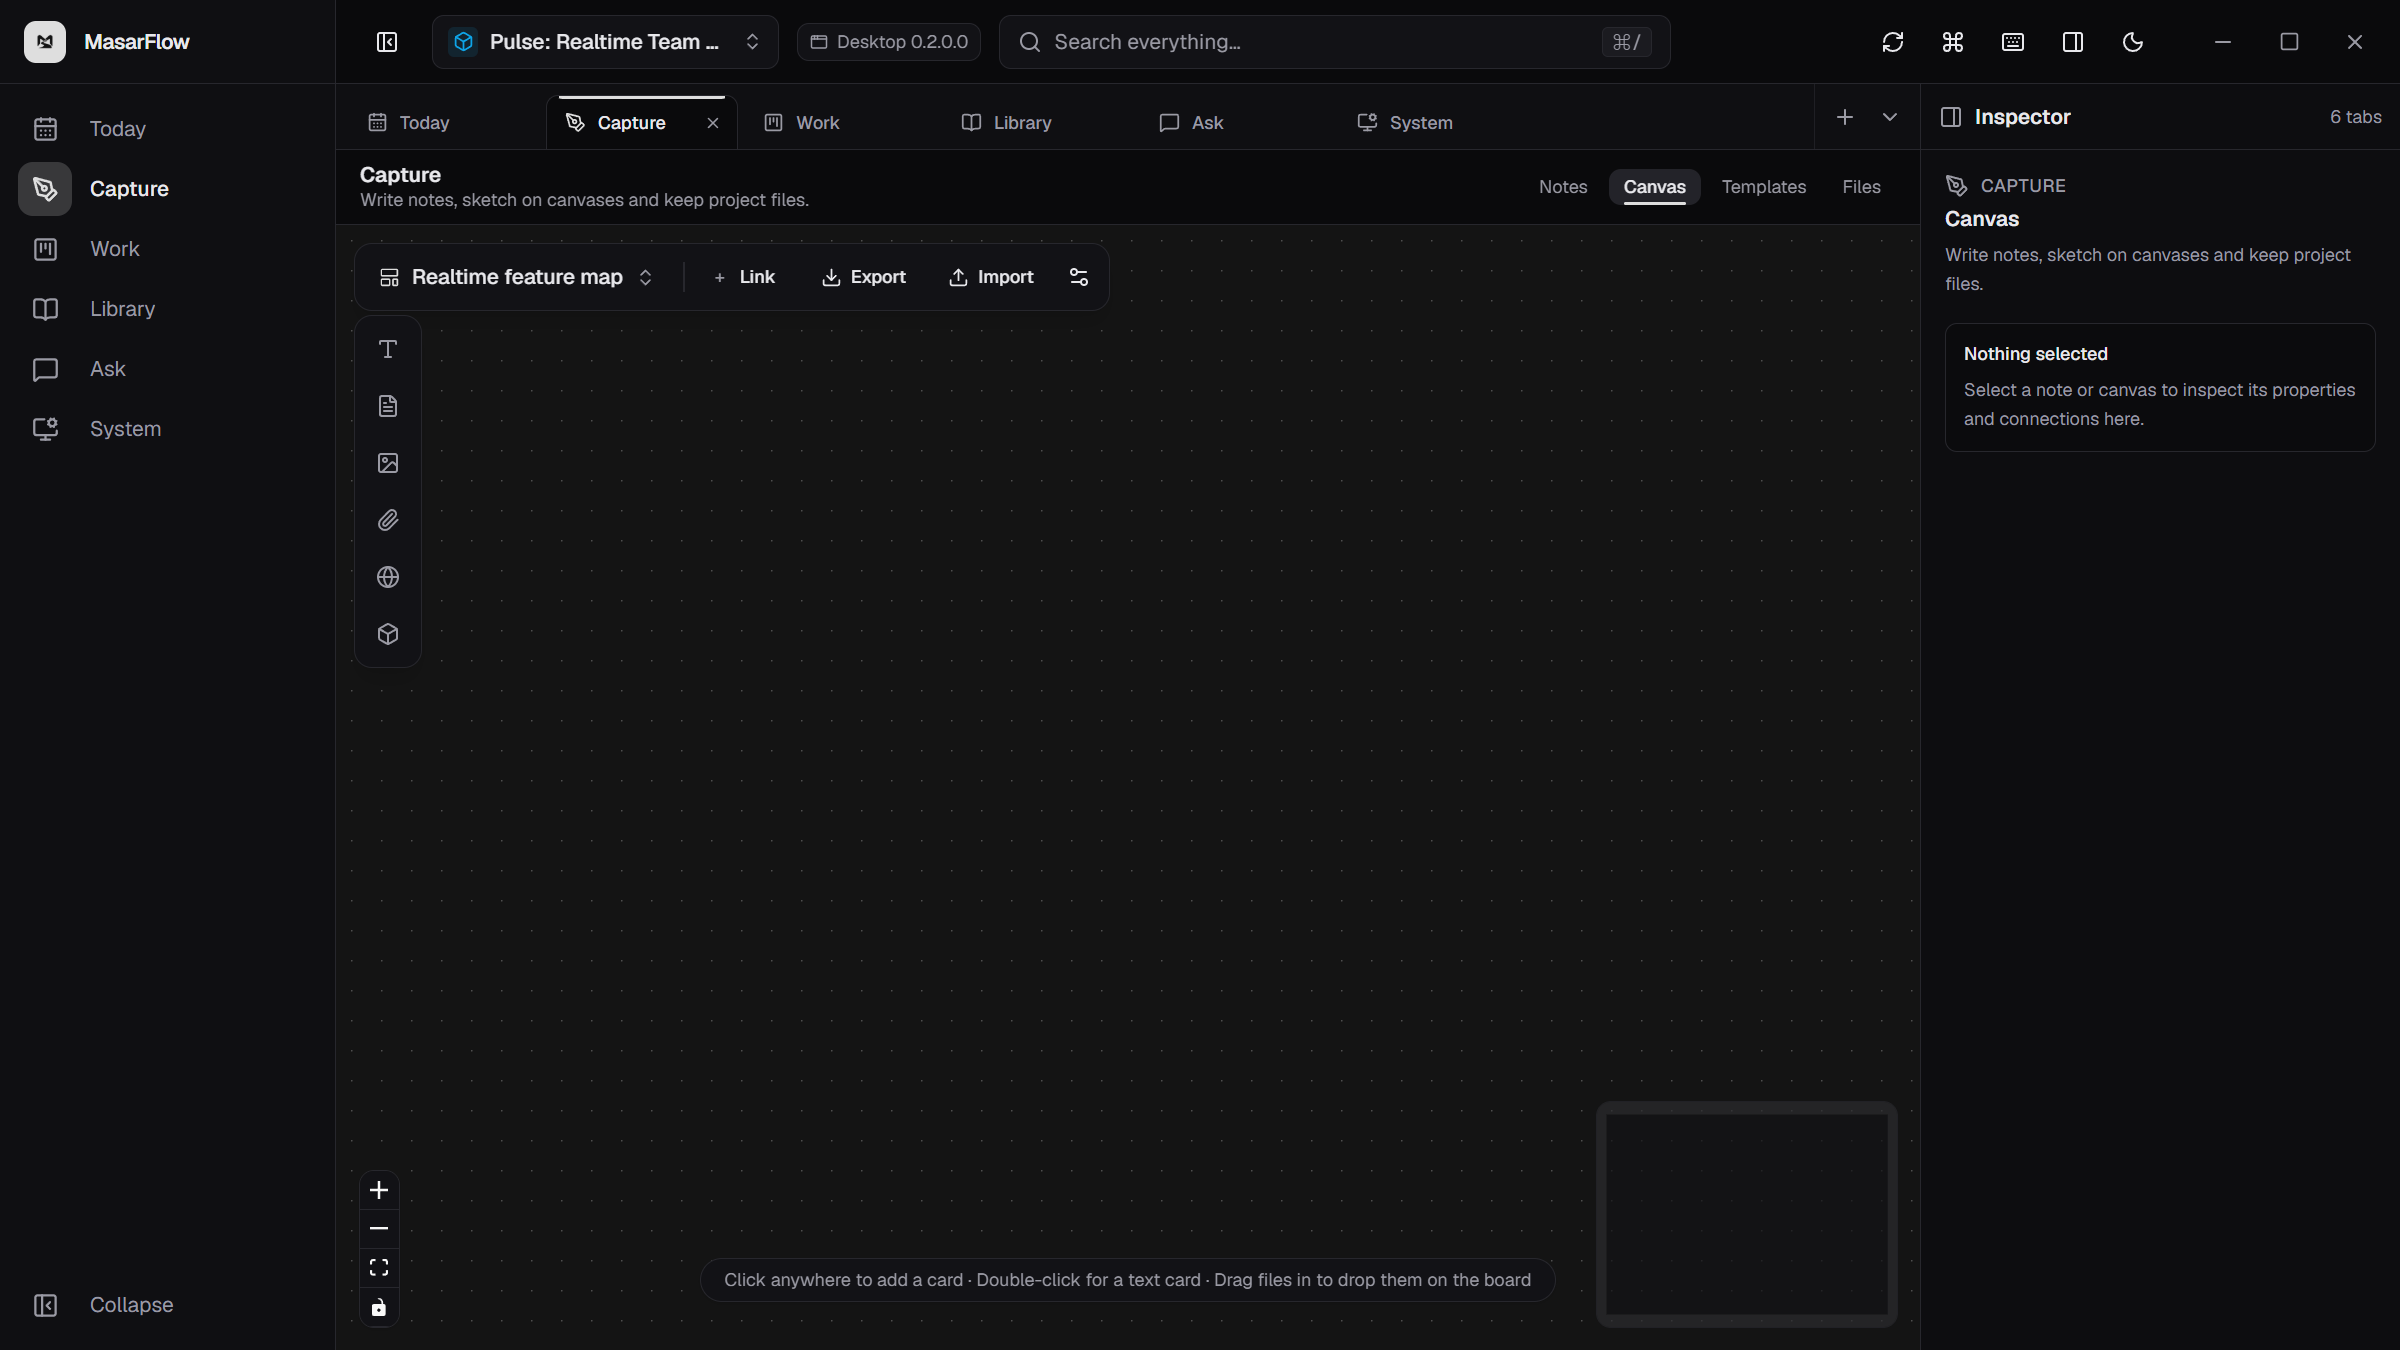 MasarFlow
Pulse: Realtime Team ...
Desktop 0.2.0.0
Search everything...
⌘/
Today
Capture
Work
Library
Ask
System
Collapse
Today
Capture
Work
Library
Ask
System
Capture
Write notes, sketch on canvases and keep project files.
Notes
Canvas
Templates
Files
Realtime feature map
+ Link
Export
Import
Click anywhere to add a card · Double-click for a text card · Drag files in to drop them on the board
Inspector
6 tabs
CAPTURE
Canvas
Write notes, sketch on canvases and keep project
files.
Nothing selected
Select a note or canvas to inspect its properties
and connections here.